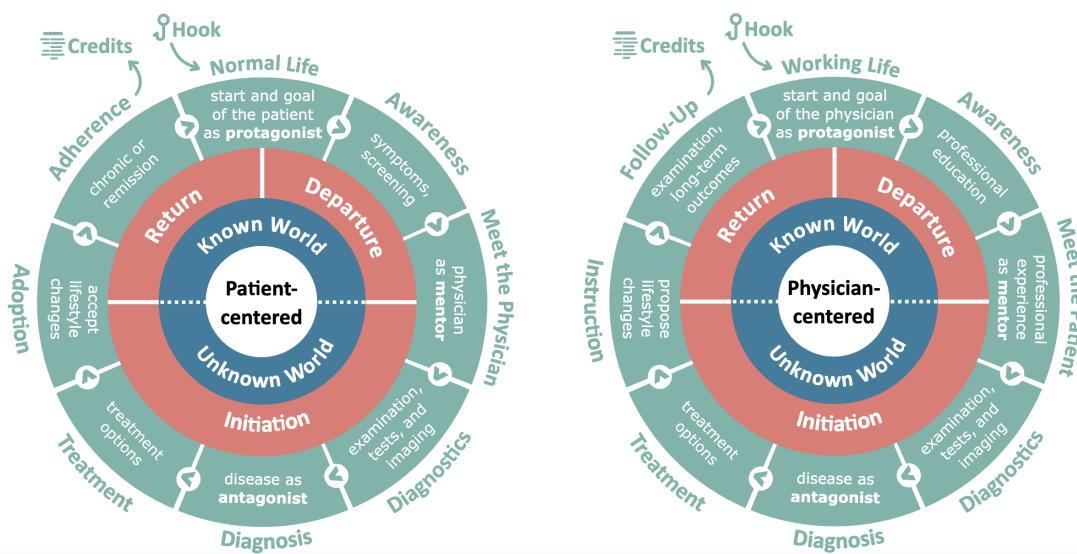 Credits
Hook
Normal Life
start and goal
of the patient
as protagonist
Awareness
symptoms,
screening
Meet the Physician
physician
as mentor
Diagnostics
examination,
tests, and
imaging
Diagnosis
disease as
antagonist
Treatment
treatment
options
Adoption
accept
lifestyle
changes
Adherence
chronic or
remission
Return
Departure
Initiation
Known World
Unknown World
Patient-
centered
Credits
Hook
Working Life
start and goal
of the physician
as protagonist
Awareness
professional
education
Meet the Patient
professional
experience
as mentor
Diagnostics
examination,
tests, and
imaging
Diagnosis
disease as
antagonist
Treatment
treatment
options
Instruction
propose
lifestyle
changes
Follow-Up
examination,
long-term
outcomes
Return
Departure
Initiation
Known World
Unknown World
Physician-
centered